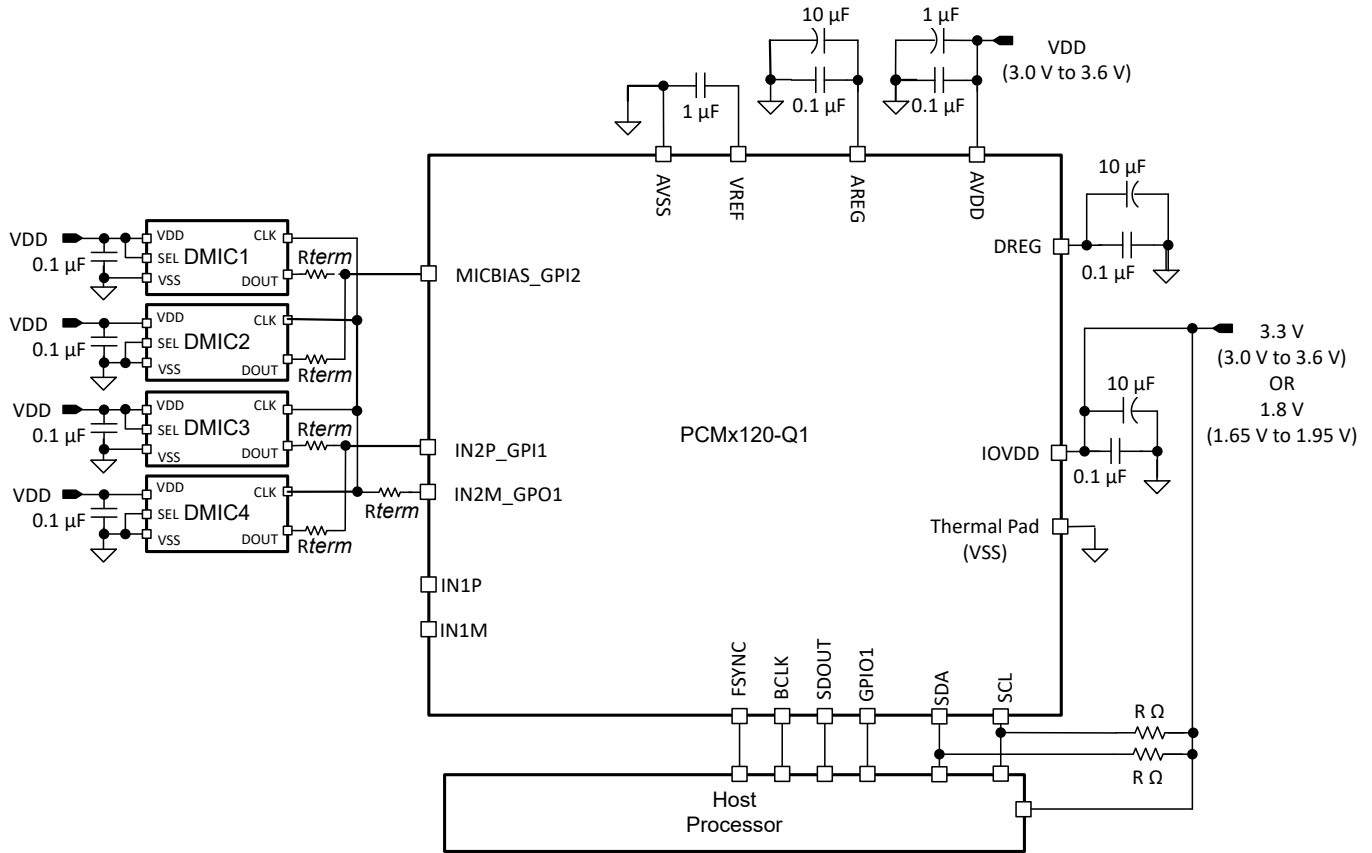 10 µF
1 µF
VDD
(3.0 V to 3.6 V)
0.1 µF
0.1 µF
1 µF
AVSS
VREF
AREG
AVDD
10 µF
DREG
0.1 µF
VDD
0.1 µF
VDD
SEL
VSS
DMIC1
CLK
DOUT
Rterm
MICBIAS_GPI2
VDD
0.1 µF
VDD
SEL
VSS
DMIC2
CLK
DOUT
Rterm
VDD
0.1 µF
VDD
SEL
VSS
DMIC3
CLK
DOUT
Rterm
IN2P_GPI1
VDD
0.1 µF
VDD
SEL
VSS
DMIC4
CLK
DOUT
Rterm
Rterm
IN2M_GPO1
PCMx120-Q1
3.3 V
(3.0 V to 3.6 V)
OR
1.8 V
(1.65 V to 1.95 V)
10 µF
IOVDD
0.1 µF
Thermal Pad
(VSS)
IN1P
IN1M
FSYNC
BCLK
SDOUT
GPIO1
SDA
SCL
R Ω
R Ω
Host
Processor